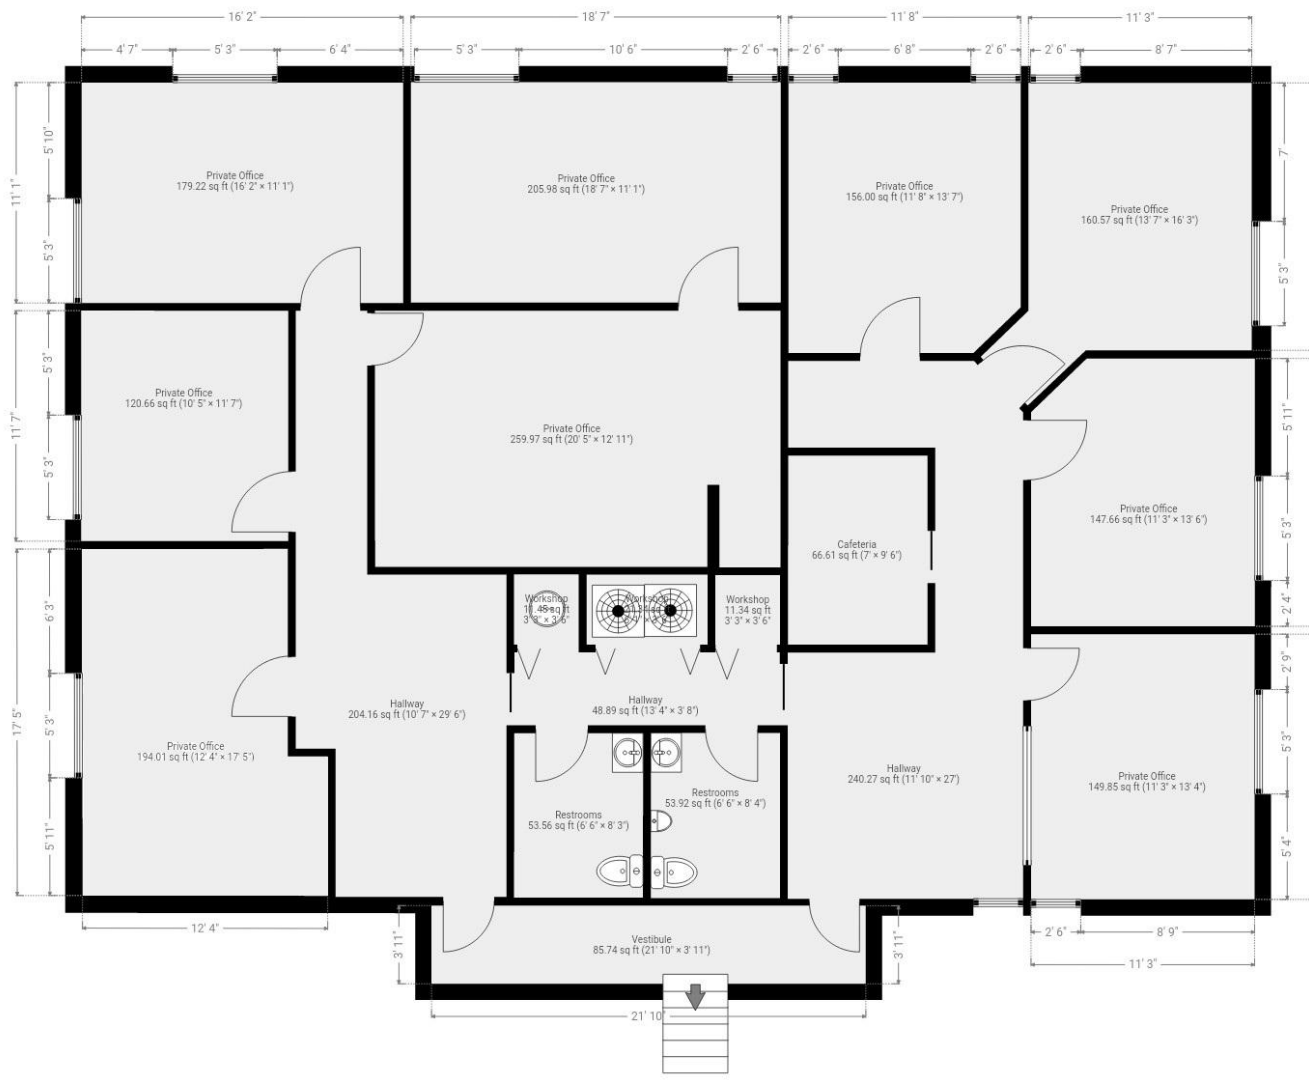 16' 2"
18' 7"
11' 8"
11' 3"
4' 7"
5' 3"
6' 4"
5' 3"
10' 6"
2' 6"
2' 6"
6' 8"
2' 6"
2' 6"
8' 7"
5' 10"
11' 1"
5' 3"
7'
5' 3"
Private Office
179.22 sq ft (16' 2" × 11' 1")
Private Office
205.98 sq ft (18' 7" × 11' 1")
Private Office
156.00 sq ft (11' 8" × 13' 7")
Private Office
160.57 sq ft (13' 7" × 16' 3")
5' 3"
11' 7"
5' 3"
Private Office
120.66 sq ft (10' 5" × 11' 7")
Private Office
259.97 sq ft (20' 5" × 12' 11")
5' 11"
5' 3"
2' 4"
Private Office
147.66 sq ft (11' 3" × 13' 6")
Cafeteria
66.61 sq ft (7' × 9' 6")
Workshop
3' 3" × 3' 6"
Workshop
Workshop
11.34 sq ft
3' 3" × 3' 6"
6' 3"
17' 5"
5' 3"
5' 11"
Hallway
204.16 sq ft (10' 7" × 29' 6")
Hallway
48.89 sq ft (13' 4" × 3' 8")
Private Office
194.01 sq ft (12' 4" × 17' 5")
Hallway
240.27 sq ft (11' 10" × 27')
Private Office
149.85 sq ft (11' 3" × 13' 4")
2' 9"
5' 3"
5' 4"
Restrooms
53.56 sq ft (6' 6" × 8' 3")
Restrooms
53.92 sq ft (6' 6" × 8' 4")
12' 4"
3' 11"
Vestibule
85.74 sq ft (21' 10" × 3' 11")
3' 11"
2' 6"
8' 9"
11' 3"
21' 10"